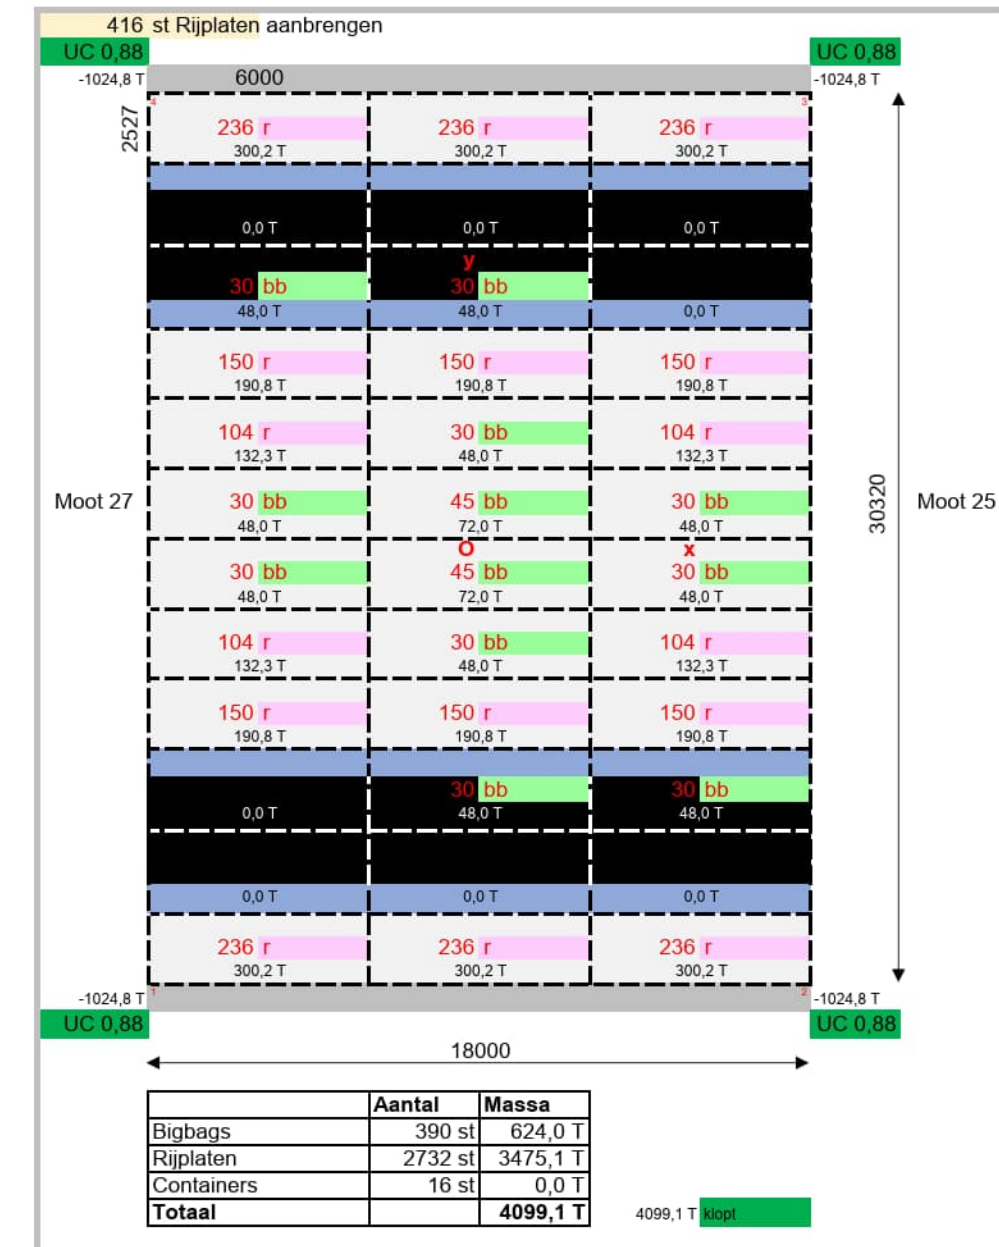 416 st Rijplaten aanbrengen
UC 0,88 UC 0,88
-1024,8 T 6000 -1024,8 T
4 3
2527
236 r 236 r 236 r
300,2 T 300,2 T 300,2 T
0,0 T 0,0 T 0,0 T
y
30 bb 30 bb
48,0 T 48,0 T 0,0 T
150 r 150 r 150 r
190,8 T 190,8 T 190,8 T
104 r 30 bb 104 r
132,3 T 48,0 T 132,3 T
Moot 27 30 bb 45 bb 30 bb 30320 Moot 25
48,0 T 72,0 T 48,0 T
O x
30 bb 45 bb 30 bb
48,0 T 72,0 T 48,0 T
104 r 30 bb 104 r
132,3 T 48,0 T 132,3 T
150 r 150 r 150 r
190,8 T 190,8 T 190,8 T
30 bb 30 bb
0,0 T 48,0 T 48,0 T
0,0 T 0,0 T 0,0 T
236 r 236 r 236 r
300,2 T 300,2 T 300,2 T
-1024,8 T 1 2 -1024,8 T
UC 0,88 UC 0,88
18000
Aantal Massa
Bigbags 390 st 624,0 T
Rijplaten 2732 st 3475,1 T
Containers 16 st 0,0 T
Totaal 4099,1 T 4099,1 T klopt